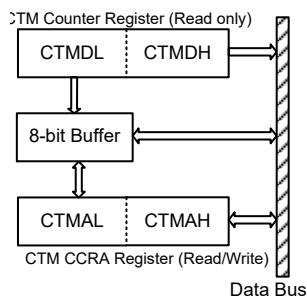 CTM Counter Register (Read only)
CTMDL CTMDH
8-bit Buffer
CTMAL CTMAH
CTM CCRA Register (Read/Write)
Data Bus